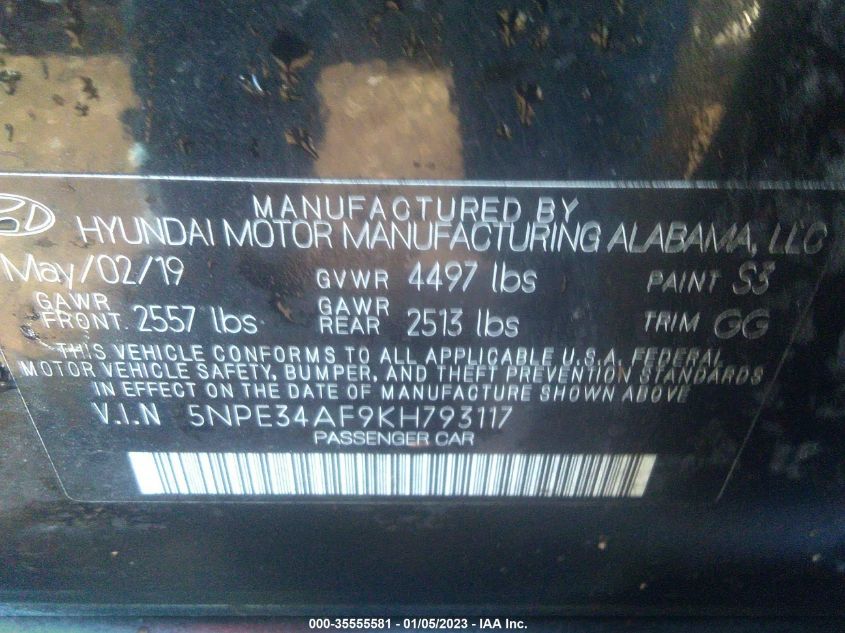 MANUFACTURED BY
HYUNDAI MOTOR MANUFACTURING ALABAMA, LLC
May/02/19 GVWR 4497 lbs PAINT S3
GAWR FRONT 2557 lbs GAWR REAR 2513 lbs TRIM GG
THIS VEHICLE CONFORMS TO ALL APPLICABLE U.S.A. FEDERAL
MOTOR VEHICLE SAFETY, BUMPER, AND THEFT PREVENTION STANDARDS
IN EFFECT ON THE DATE OF MANUFACTURE SHOWN ABOVE
V.I.N 5NPE34AF9KH793117
PASSENGER CAR
000-35555581 - 01/05/2023 - IAA Inc.